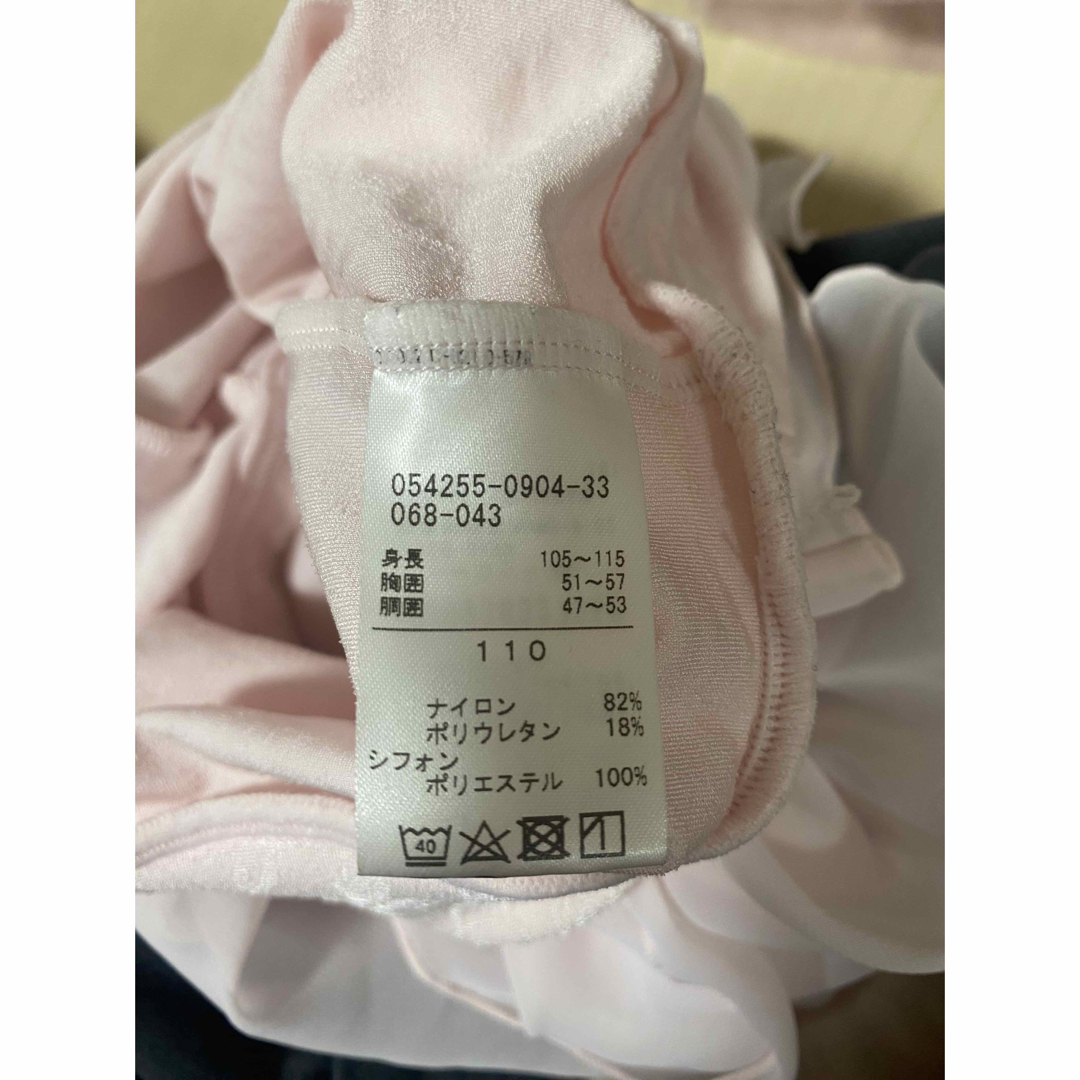 054255-0904-33
068-043
身長 105～115
胸囲 51～57
胴囲 47～53
110
ナイロン 82%
ポリウレタン 18%
シフォン
ポリエステル 100%
40